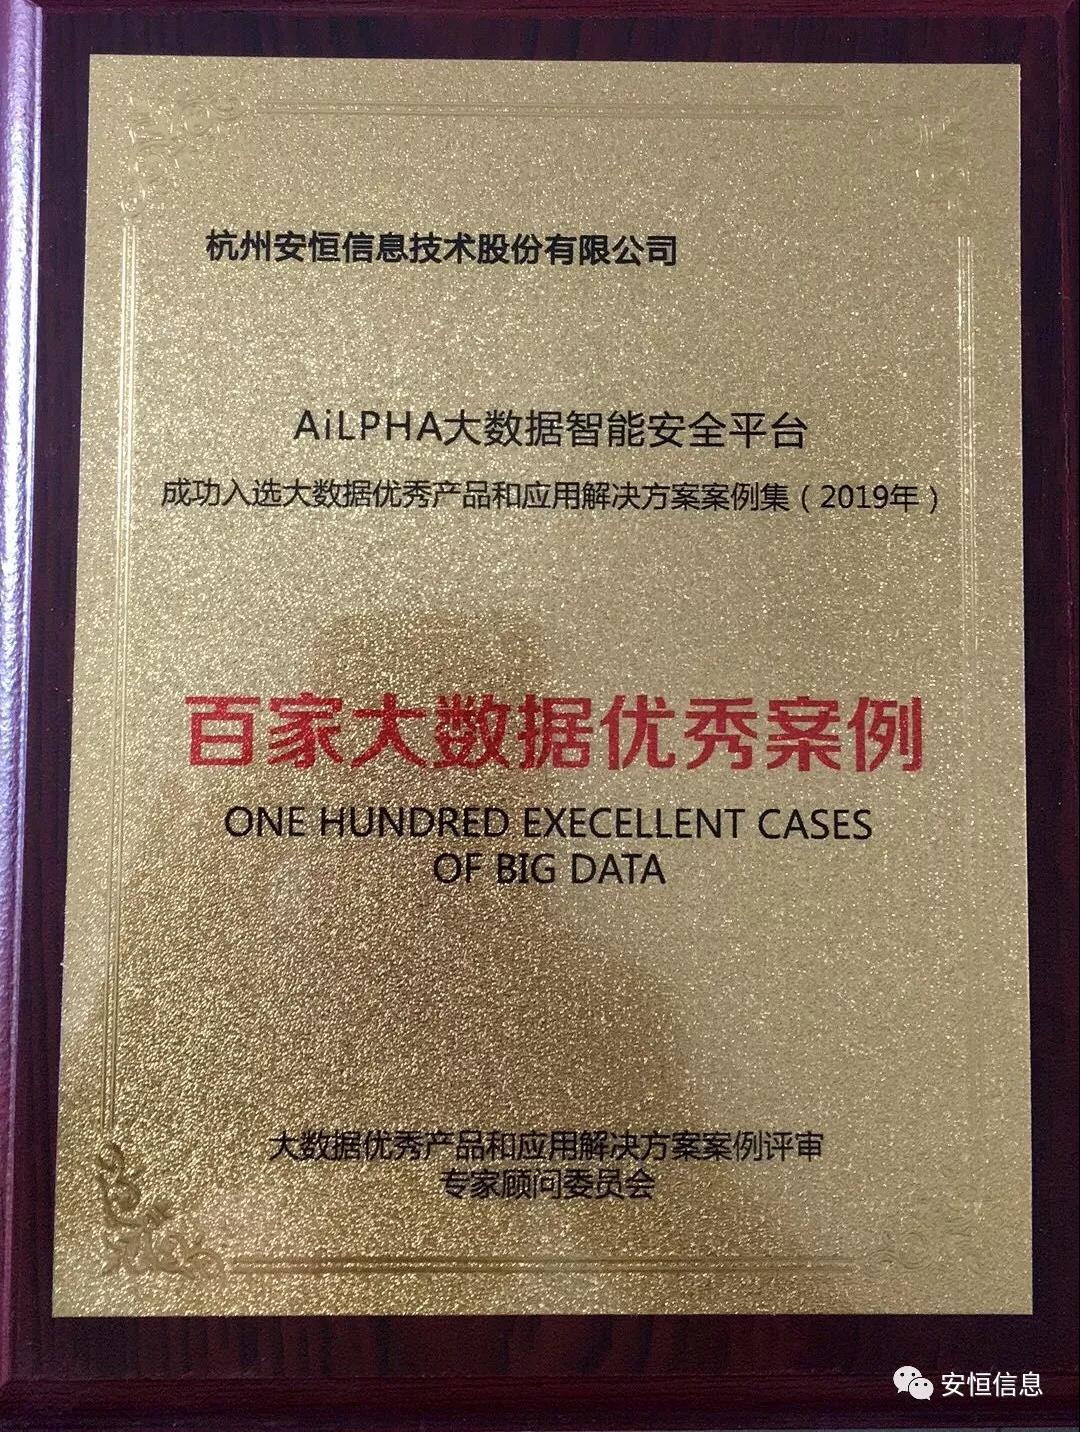 杭州安恒信息技术股份有限公司
AiLPHA大数据智能安全平台
成功入选大数据优秀产品和应用解决方案案例集（2019年）
百家大数据优秀案例
ONE HUNDRED EXECELLENT CASES
OF BIG DATA
大数据优秀产品和应用解决方案案例评审
专家顾问委员会
安恒信息